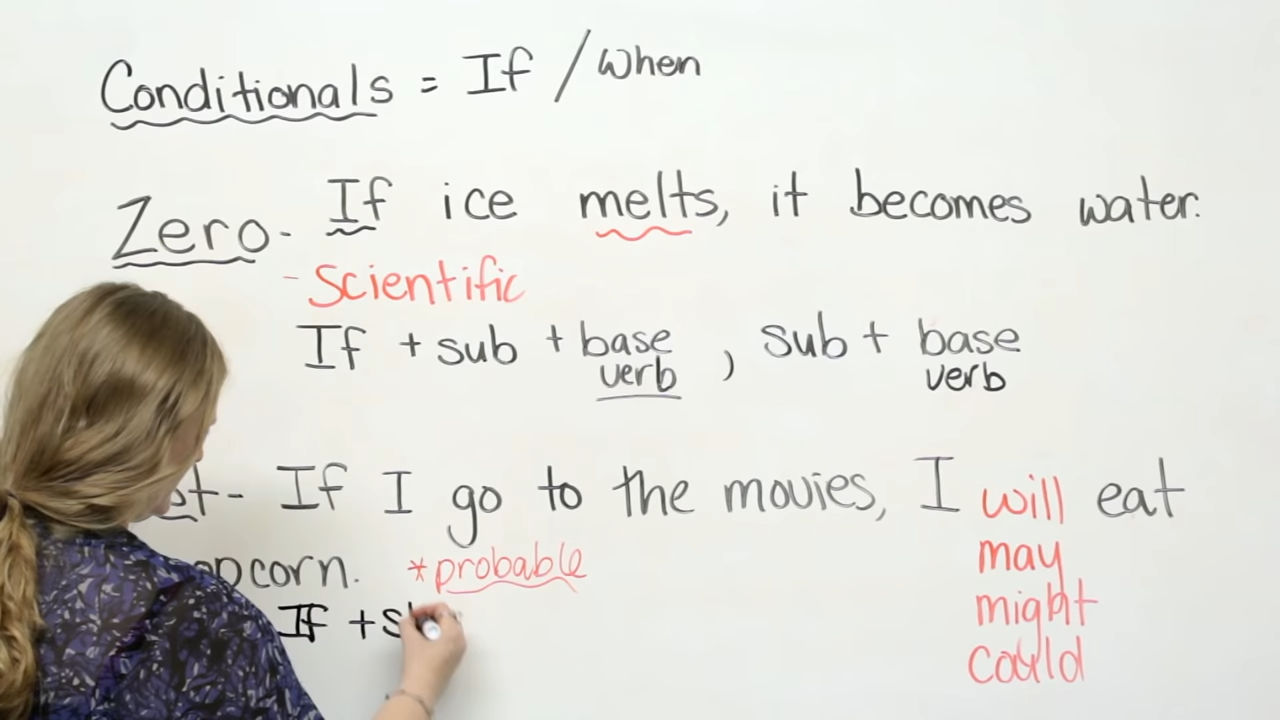 Conditionals = If / when
Zero- If ice melts, it becomes water.
- Scientific
If + sub + base verb , sub + base verb
If I go to the movies, I will eat
may
*probable
might
If +
could